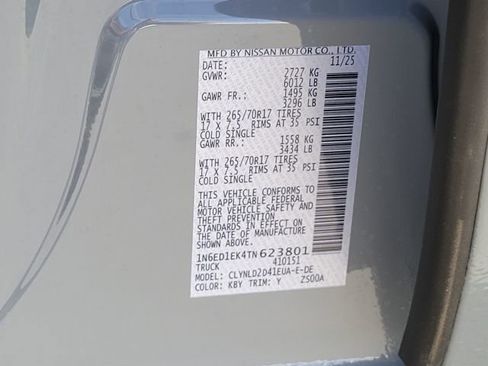 MFD BY NISSAN MOTOR CO., LTD.
DATE: 11/25
GVWR: 2727 KG
6012 LB
GAWR FR.: 1495 KG
3296 LB
WITH 265/70R17 TIRES
17 X 7.5 RIMS AT 35 PSI
COLD SINGLE
GAWR RR.: 1558 KG
3434 LB
WITH 265/70R17 TIRES
17 X 7.5 RIMS AT 35 PSI
COLD SINGLE
THIS VEHICLE CONFORMS TO
ALL APPLICABLE FEDERAL
MOTOR VEHICLE SAFETY AND
THEFT PREVENTION
STANDARDS IN EFFECT ON
THE DATE OF MANUFACTURE
SHOWN ABOVE.
1N6ED1EK4TN623801
TRUCK 410151
MODEL: CLYNLD2D41EUA-E-DE
COLOR: KBY TRIM: Y ZS00A